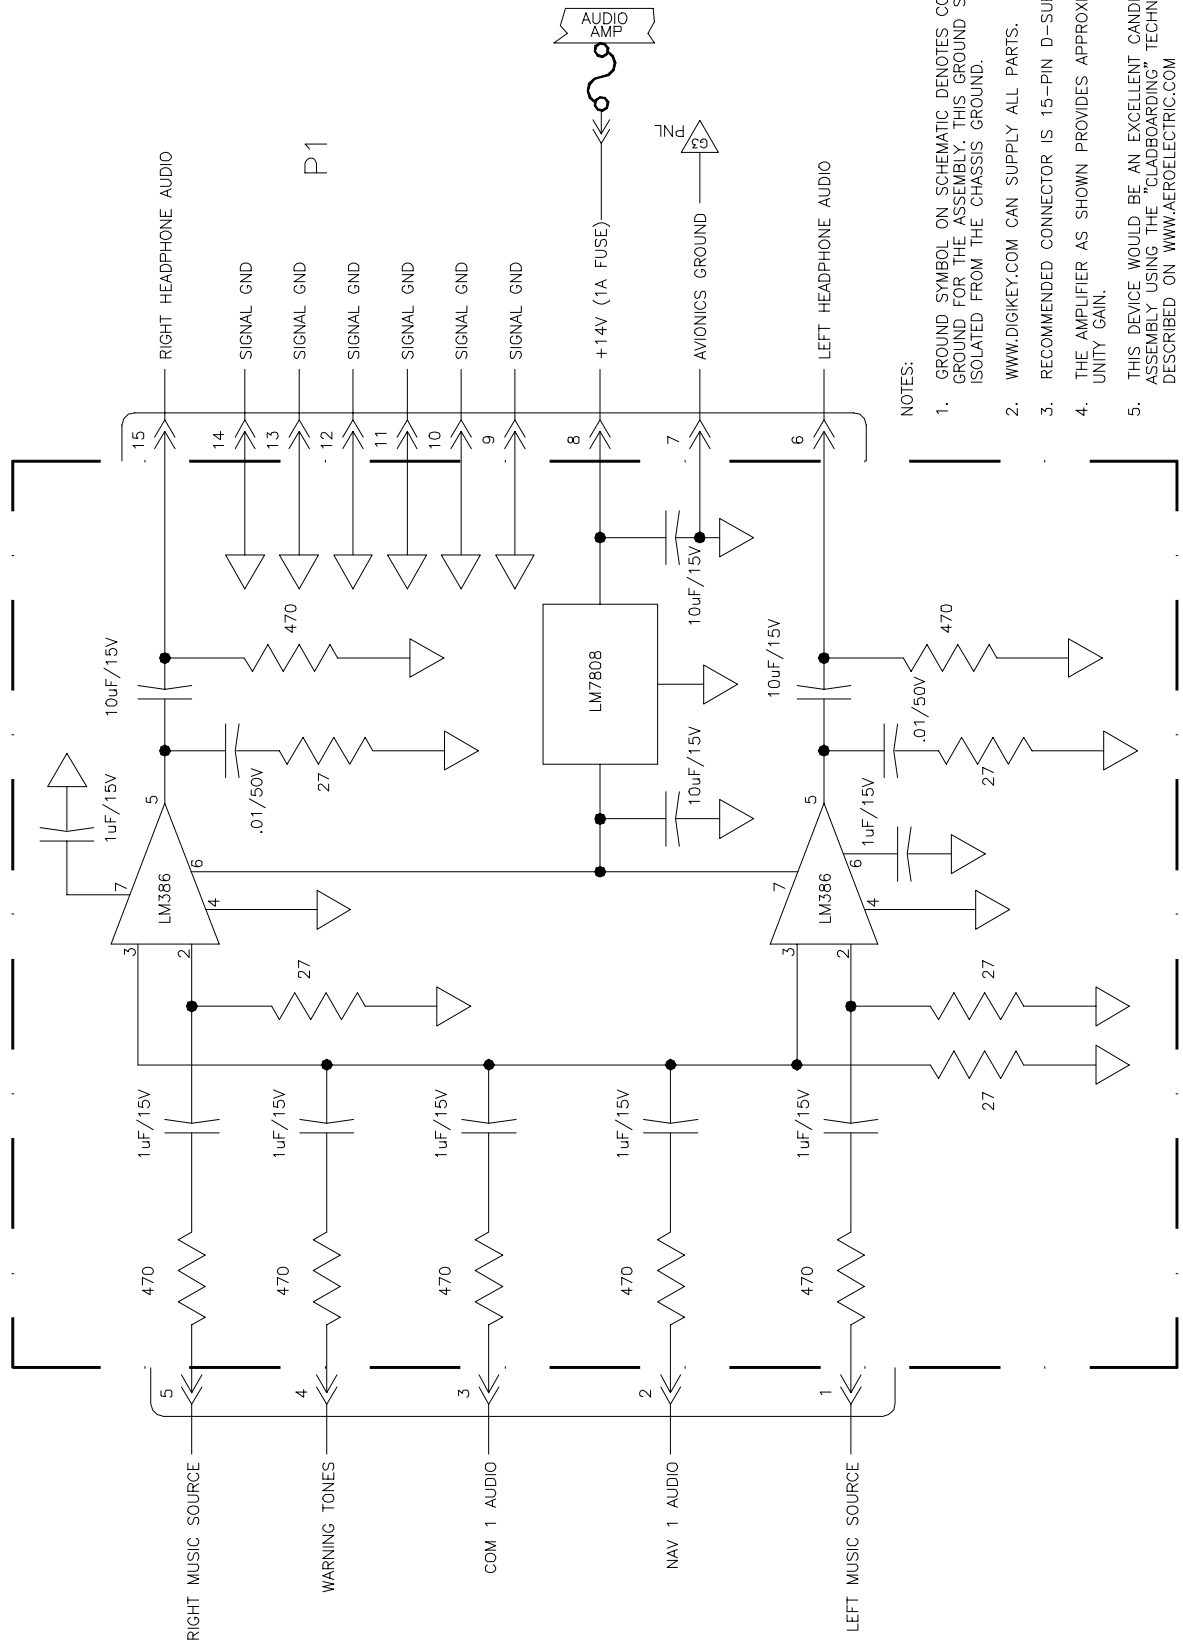 RIGHT MUSIC SOURCE
5
470
1uF/15V
3
2
LM386
7
4
6
5
1uF/15V
27
.01/50V
27
10uF/15V
470
15
RIGHT HEADPHONE AUDIO
14
SIGNAL GND
13
SIGNAL GND
12
SIGNAL GND
11
SIGNAL GND
10
SIGNAL GND
9
SIGNAL GND
P1
WARNING TONES
4
470
1uF/15V
COM 1 AUDIO
3
470
1uF/15V
NAV 1 AUDIO
2
470
1uF/15V
LM7808
10uF/15V
10uF/15V
8
+14V (1A FUSE)
AUDIO
AMP
7
AVIONICS GROUND
G3
PNL
LEFT MUSIC SOURCE
1
470
1uF/15V
3
2
LM386
7
4
6
5
1uF/15V
27
27
.01/50V
27
10uF/15V
470
6
LEFT HEADPHONE AUDIO
NOTES:
1. GROUND SYMBOL ON SCHEMATIC DENOTES CO
GROUND FOR THE ASSEMBLY. THIS GROUND S
ISOLATED FROM THE CHASSIS GROUND.
2. WWW.DIGIKEY.COM CAN SUPPLY ALL PARTS.
3. RECOMMENDED CONNECTOR IS 15-PIN D-SU
4. THE AMPLIFIER AS SHOWN PROVIDES APPROXI
UNITY GAIN.
5. THIS DEVICE WOULD BE AN EXCELLENT CANDI
ASSEMBLY USING THE "CLADBOARDING" TECHN
DESCRIBED ON WWW.AEROELECTRIC.COM